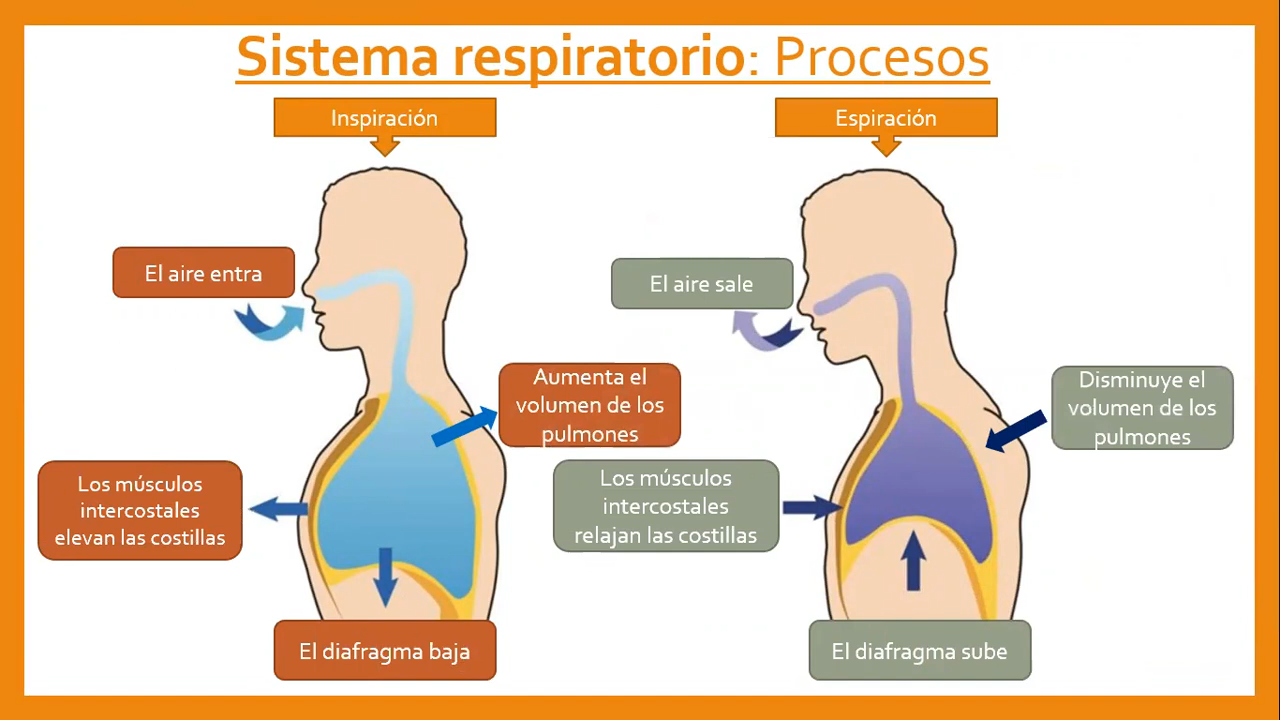 Sistema respiratorio: Procesos
Inspiración
Espiración
El aire entra
El aire sale
Aumenta el
volumen de los
pulmones
Disminuye el
volumen de los
pulmones
Los músculos
intercostales
elevan las costillas
Los músculos
intercostales
relajan las costillas
El diafragma baja
El diafragma sube